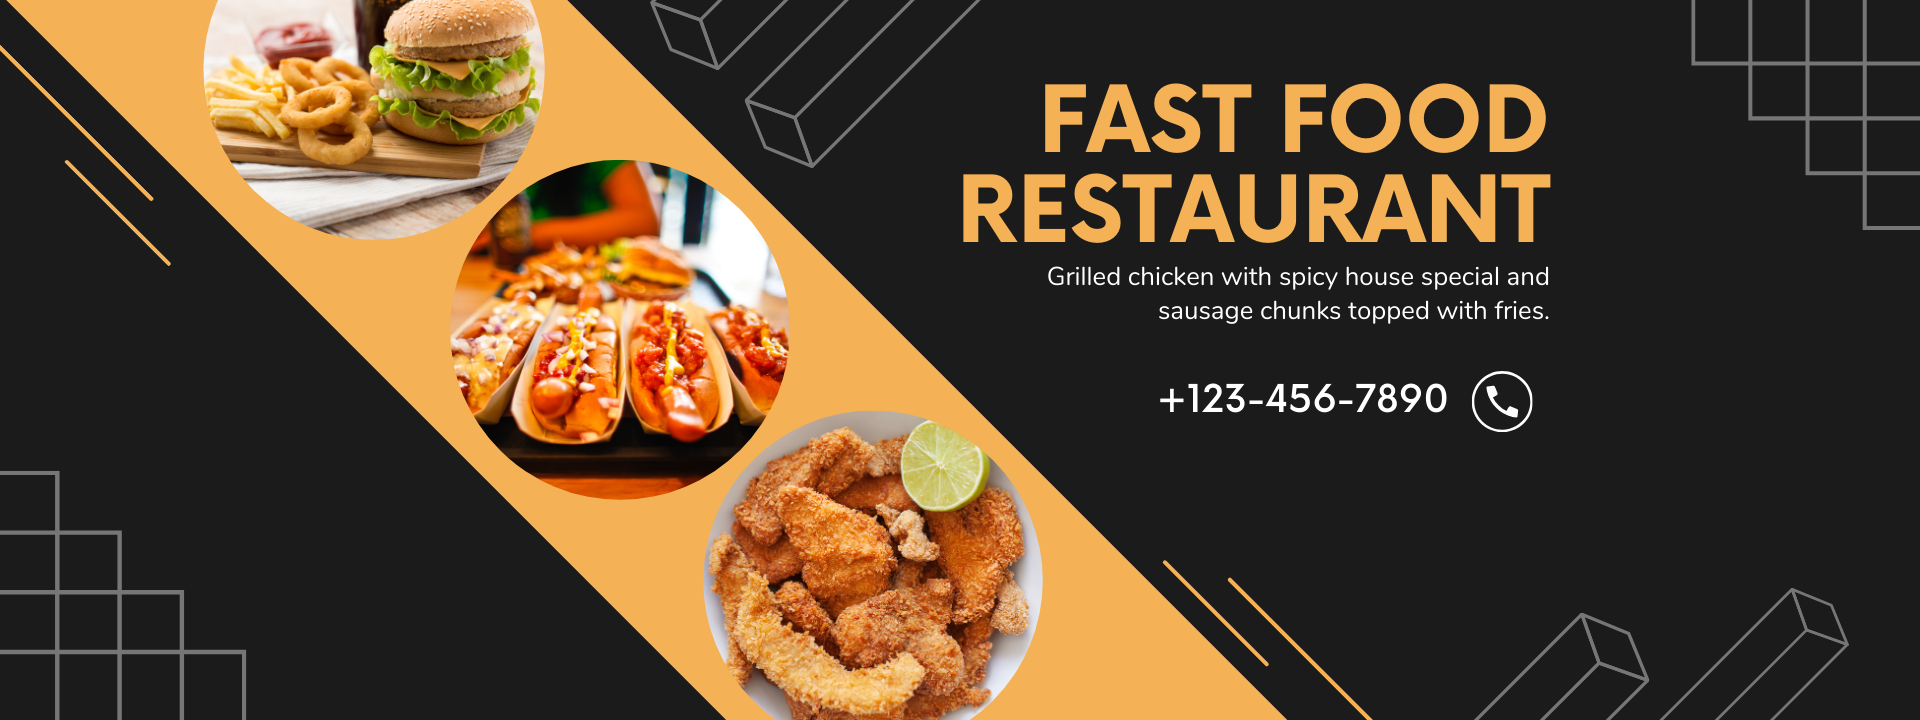 FAST FOOD
RESTAURANT
Grilled chicken with spicy house special and
sausage chunks topped with fries.
+123-456-7890